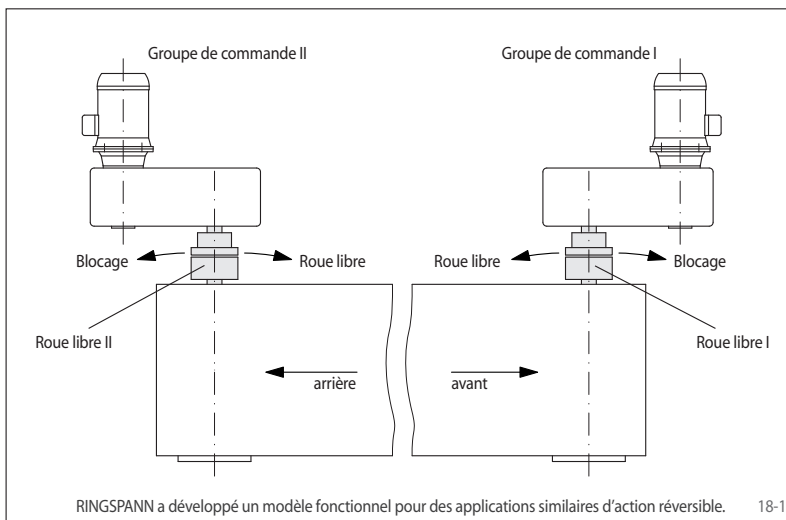 Groupe de commande II
Groupe de commande I
Blocage
Roue libre
Roue libre
Blocage
Roue libre II
Roue libre I
arrière
avant
RINGSPANN a développé un modèle fonctionnel pour des applications similaires d’action réversible.
18-1